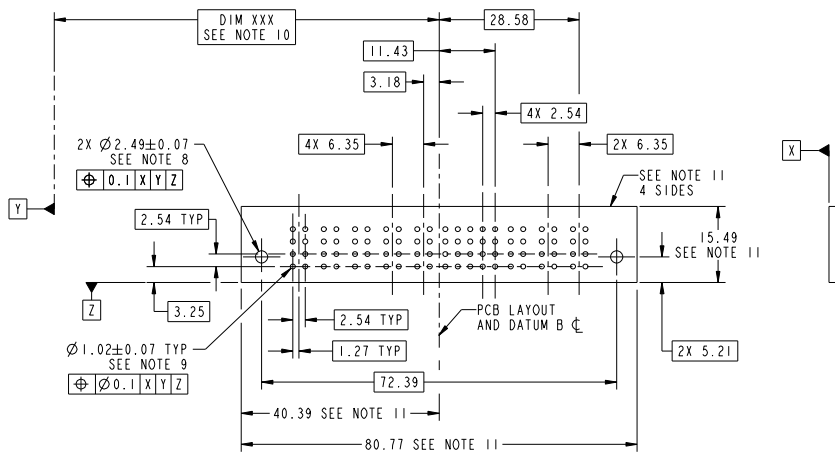 DIM XXX
SEE NOTE 10
28.58
11.43
3.18
4X 2.54
2X Ø2.49±0.07
SEE NOTE 8
⌖ 0.1 X Y Z
4X 6.35
2X 6.35
X
SEE NOTE 11
4 SIDES
Y
2.54 TYP
15.49
SEE NOTE 11
Z
3.25
2.54 TYP
PCB LAYOUT
AND DATUM B ℄
Ø1.02±0.07 TYP
SEE NOTE 9
⌖ Ø0.1 X Y Z
1.27 TYP
2X 5.21
72.39
40.39 SEE NOTE 11
80.77 SEE NOTE 11